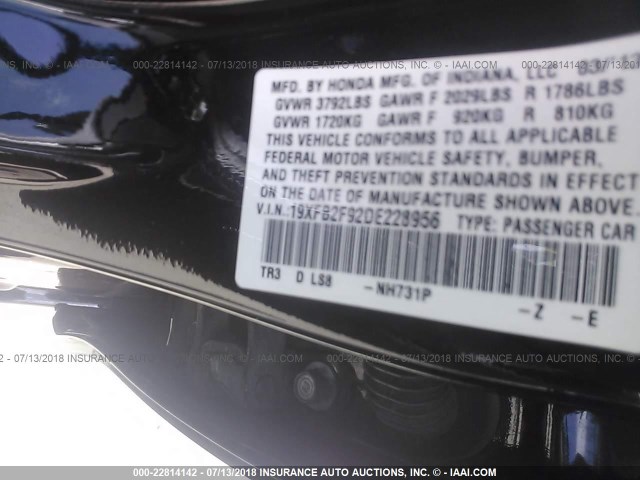 000-22814142 - 07/13/2018 INSURANCE AUTO AUCTIONS, INC. - © IAAI.COM
MFD. BY HONDA MFG. OF INDIANA, LLC
GVWR 3792LBS GAWR F 2029LBS R 1786LBS
GVWR 1720KG GAWR F 920KG R 810KG
THIS VEHICLE CONFORMS TO ALL APPLICABLE
FEDERAL MOTOR VEHICLE SAFETY, BUMPER,
AND THEFT PREVENTION STANDARDS IN EFFECT
ON THE DATE OF MANUFACTURE SHOWN ABOVE.
V.I.N. 19XFB2F92DE228956 TYPE: PASSENGER CAR
TR3 D LS8 -NH731P -Z -E
000-22814142 - 07/13/2018 INSURANCE AUTO AUCTIONS, INC. - © IAAI.COM
000-22814142 - 07/13/2018 INSURANCE AUTO AUCTIONS, INC. - © IAAI.COM